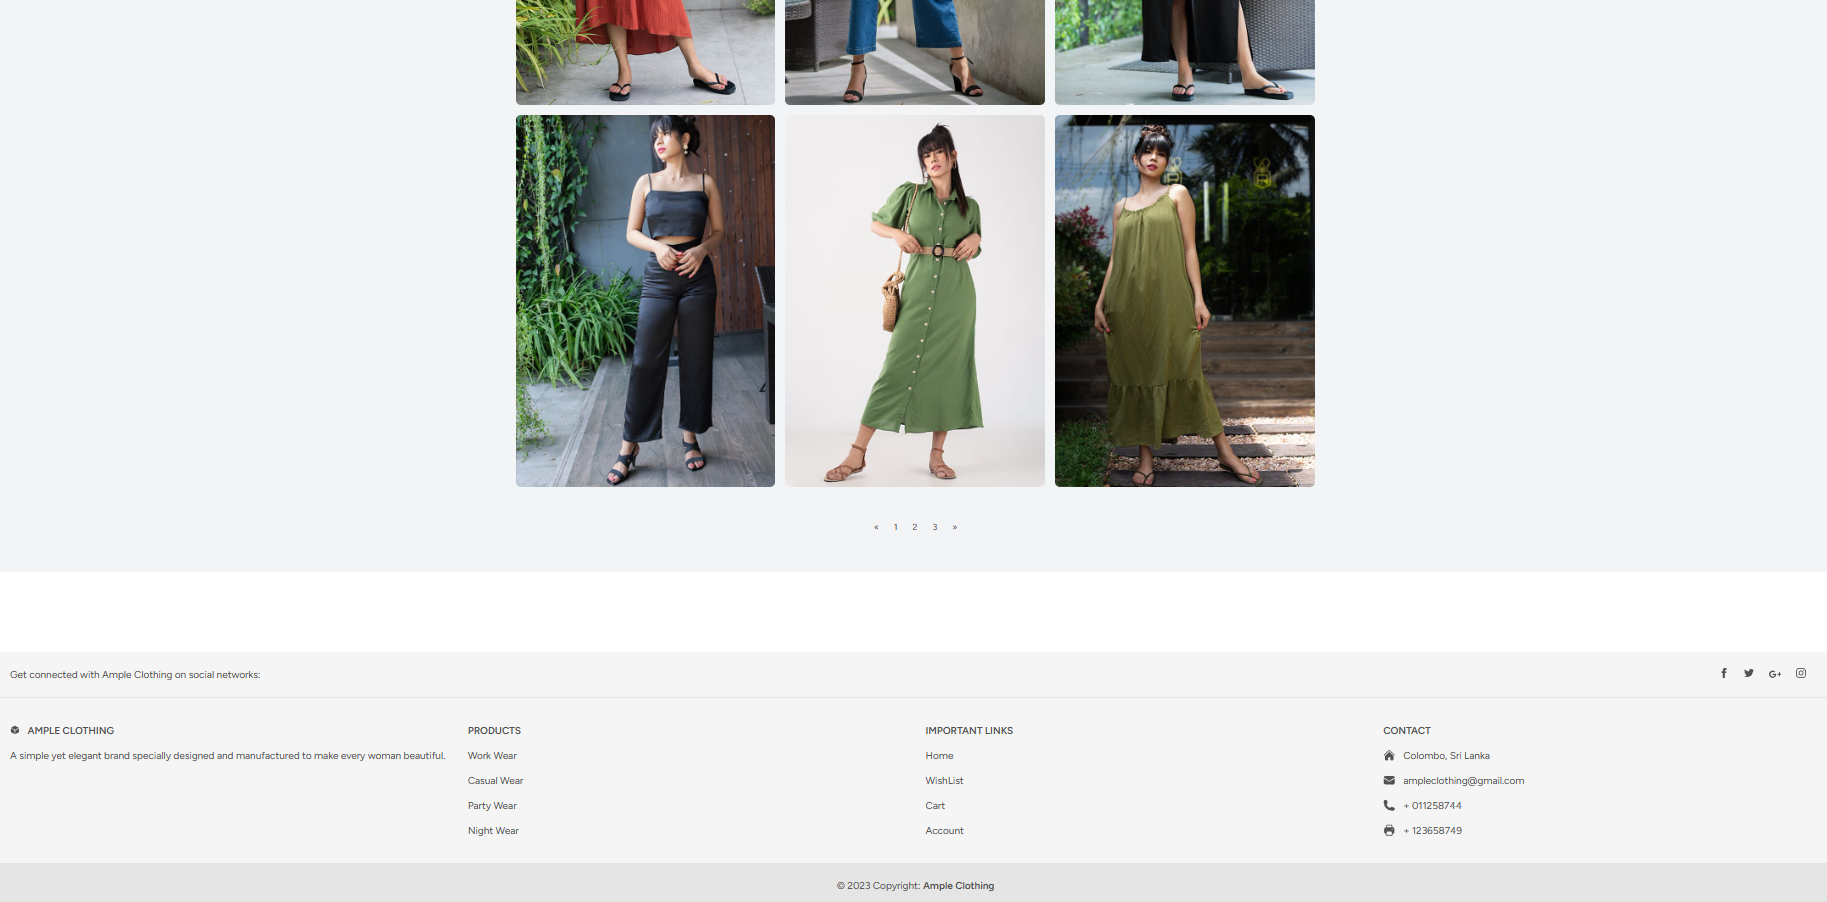 « 1 2 3 »
Get connected with Ample Clothing on social networks:
AMPLE CLOTHING
A simple yet elegant brand specially designed and manufactured to make every woman beautiful.
PRODUCTS
Work Wear
Casual Wear
Party Wear
Night Wear
IMPORTANT LINKS
Home
WishList
Cart
Account
CONTACT
Colombo, Sri Lanka
ampleclothing@gmail.com
+ 011258744
+ 123658749
© 2023 Copyright: Ample Clothing